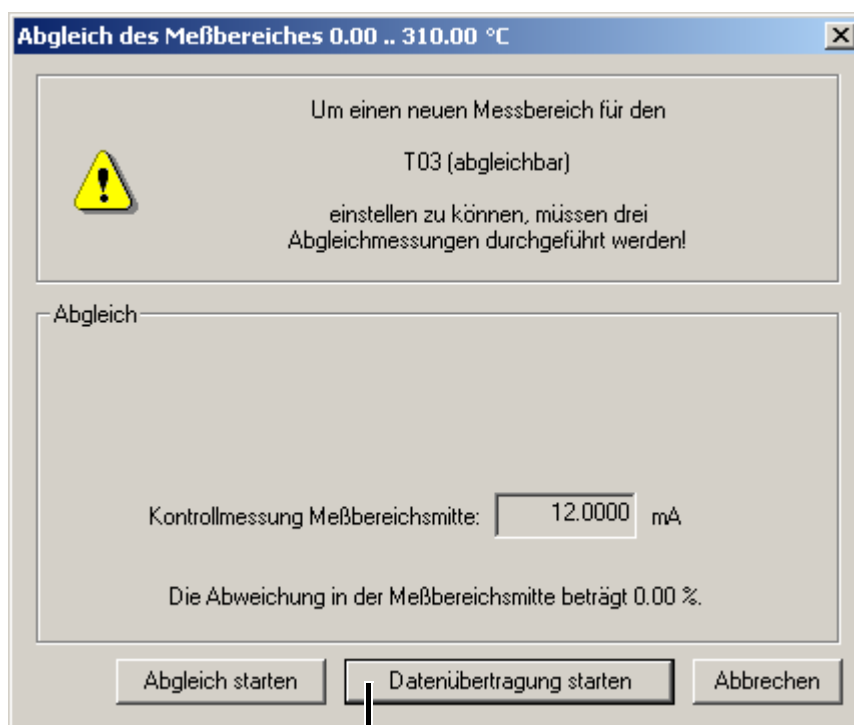 Abgleich des Meßbereiches 0.00 .. 310.00 °C
Um einen neuen Messbereich für den
T03 (abgleichbar)
einstellen zu können, müssen drei
Abgleichmessungen durchgeführt werden!
Abgleich
Kontrollmessung Meßbereichsmitte: 12.0000 mA
Die Abweichung in der Meßbereichsmitte beträgt 0.00 %.
Abgleich starten Datenübertragung starten Abbrechen